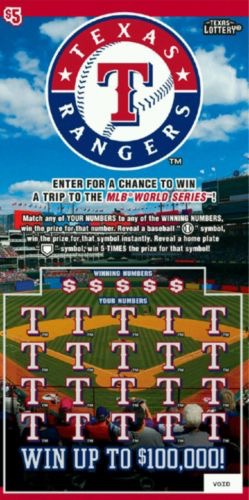 $5
TEXAS LOTTERY®
TEXAS
T
RANGERS
TM
ENTER FOR A CHANCE TO WIN
A TRIP TO THE MLB™ WORLD SERIES™!
Match any of YOUR NUMBERS to any of the WINNING NUMBERS,
win the prize for that number. Reveal a baseball " " symbol,
win the prize for that symbol instantly. Reveal a home plate
" " symbol, win 5 TIMES the prize for that symbol!
WINNING NUMBERS
$ $ $ $ $
YOUR NUMBERS
T T T T T
T T T T T
T T T T T
T T T T T
WIN UP TO $100,000!
VOID